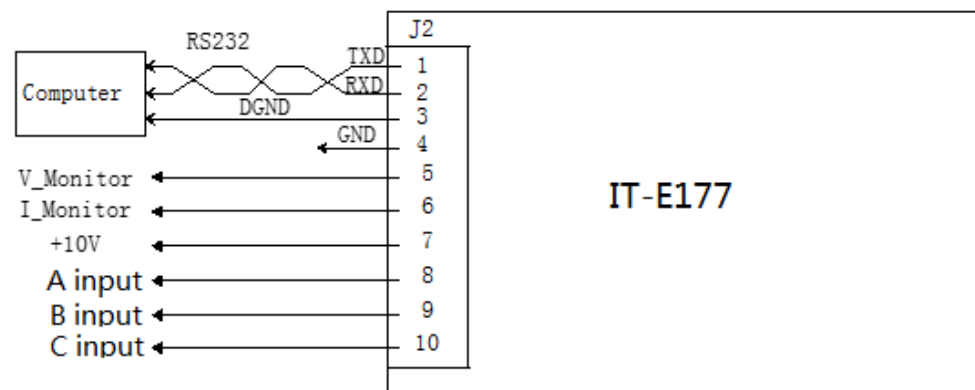 J2
RS232
TXD
1
Computer
RXD
2
DGND
3
GND
4
V_Monitor
5
I_Monitor
6
IT-E177
+10V
7
A input
8
B input
9
C input
10